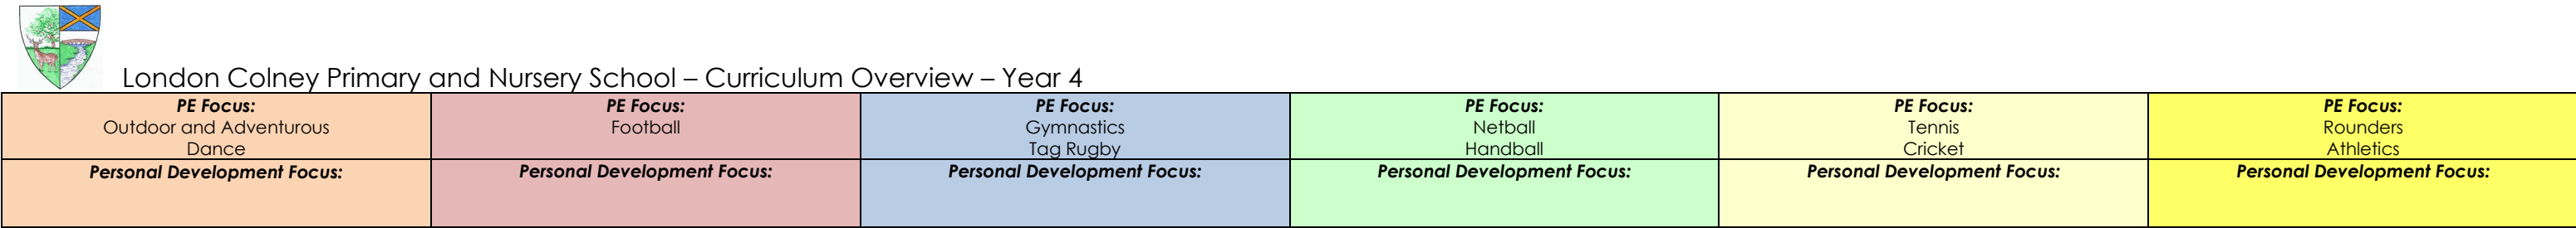 London Colney Primary and Nursery School – Curriculum Overview – Year 4
PE Focus:
Outdoor and Adventurous
Dance
PE Focus:
Football
PE Focus:
Gymnastics
Tag Rugby
PE Focus:
Netball
Handball
PE Focus:
Tennis
Cricket
PE Focus:
Rounders
Athletics
Personal Development Focus:
Personal Development Focus:
Personal Development Focus:
Personal Development Focus:
Personal Development Focus:
Personal Development Focus: